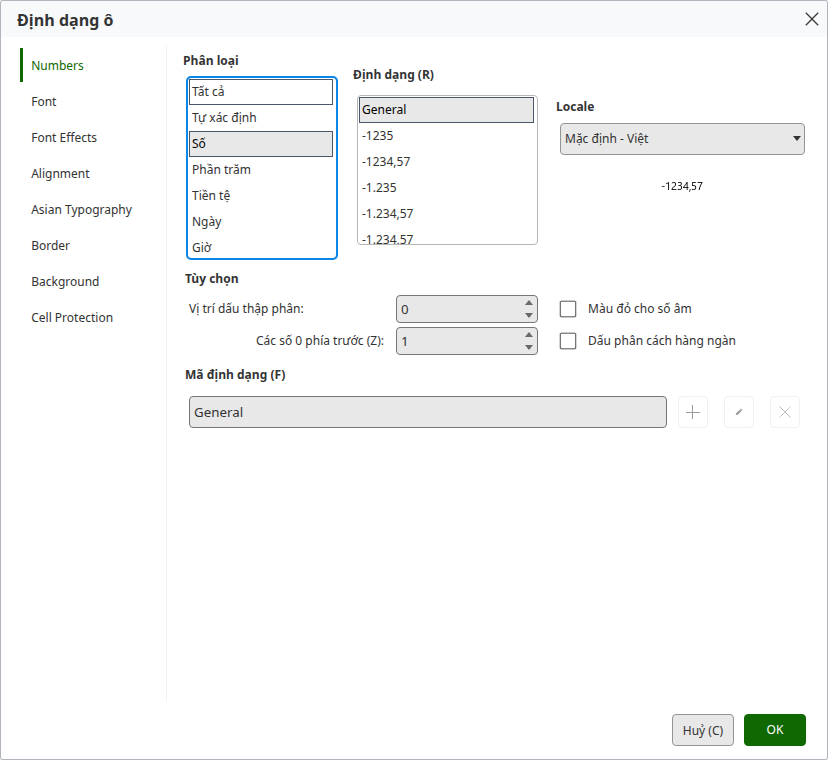 Định dạng ô
Numbers
Font
Font Effects
Alignment
Asian Typography
Border
Background
Cell Protection
Phân loại
Tất cả
Tự xác định
Số
Phần trăm
Tiền tệ
Ngày
Giờ
Định dạng (R)
General
-1235
-1234,57
-1.235
-1.234,57
-1.234,57
Locale
Mặc định - Việt
-1234,57
Tùy chọn
Vị trí dấu thập phân:
0
Màu đỏ cho số âm
Các số 0 phía trước (Z):
1
Dấu phân cách hàng ngàn
Mã định dạng (F)
General
Huỷ (C)
OK